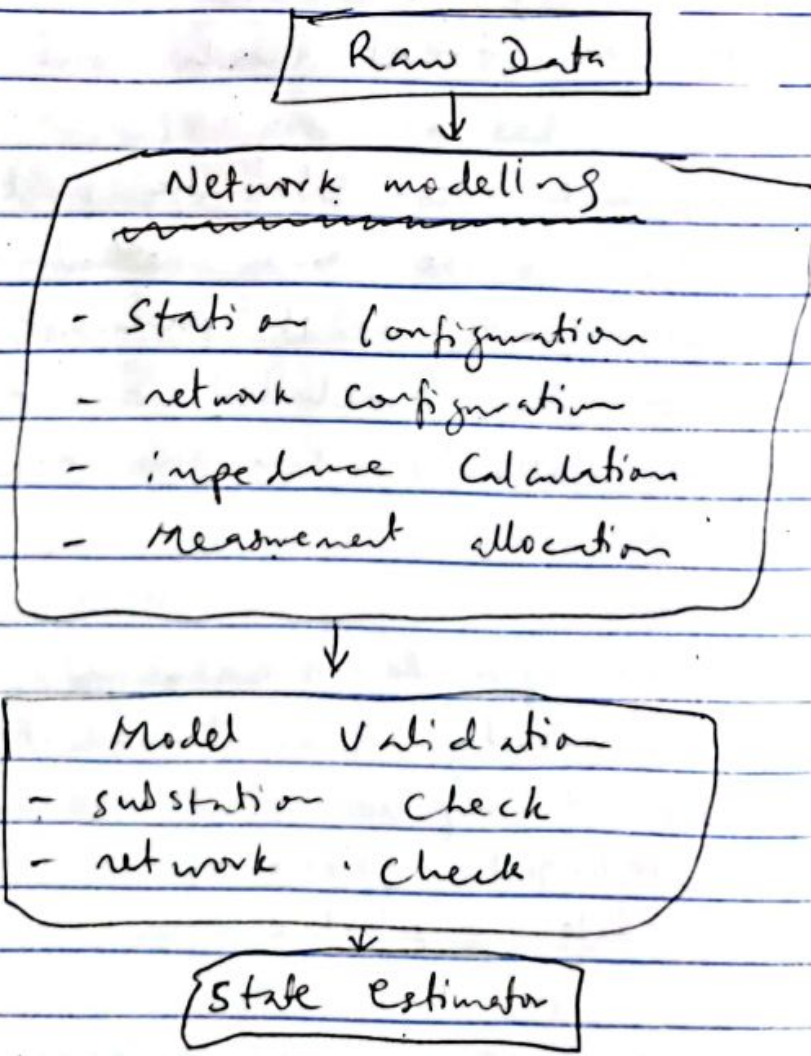 Raw Data
Network modelling
- Station Configuration
- network configuration
- impedance Calculation
- Measurement allocation
Model Validation
- substation check
- network check
State estimator